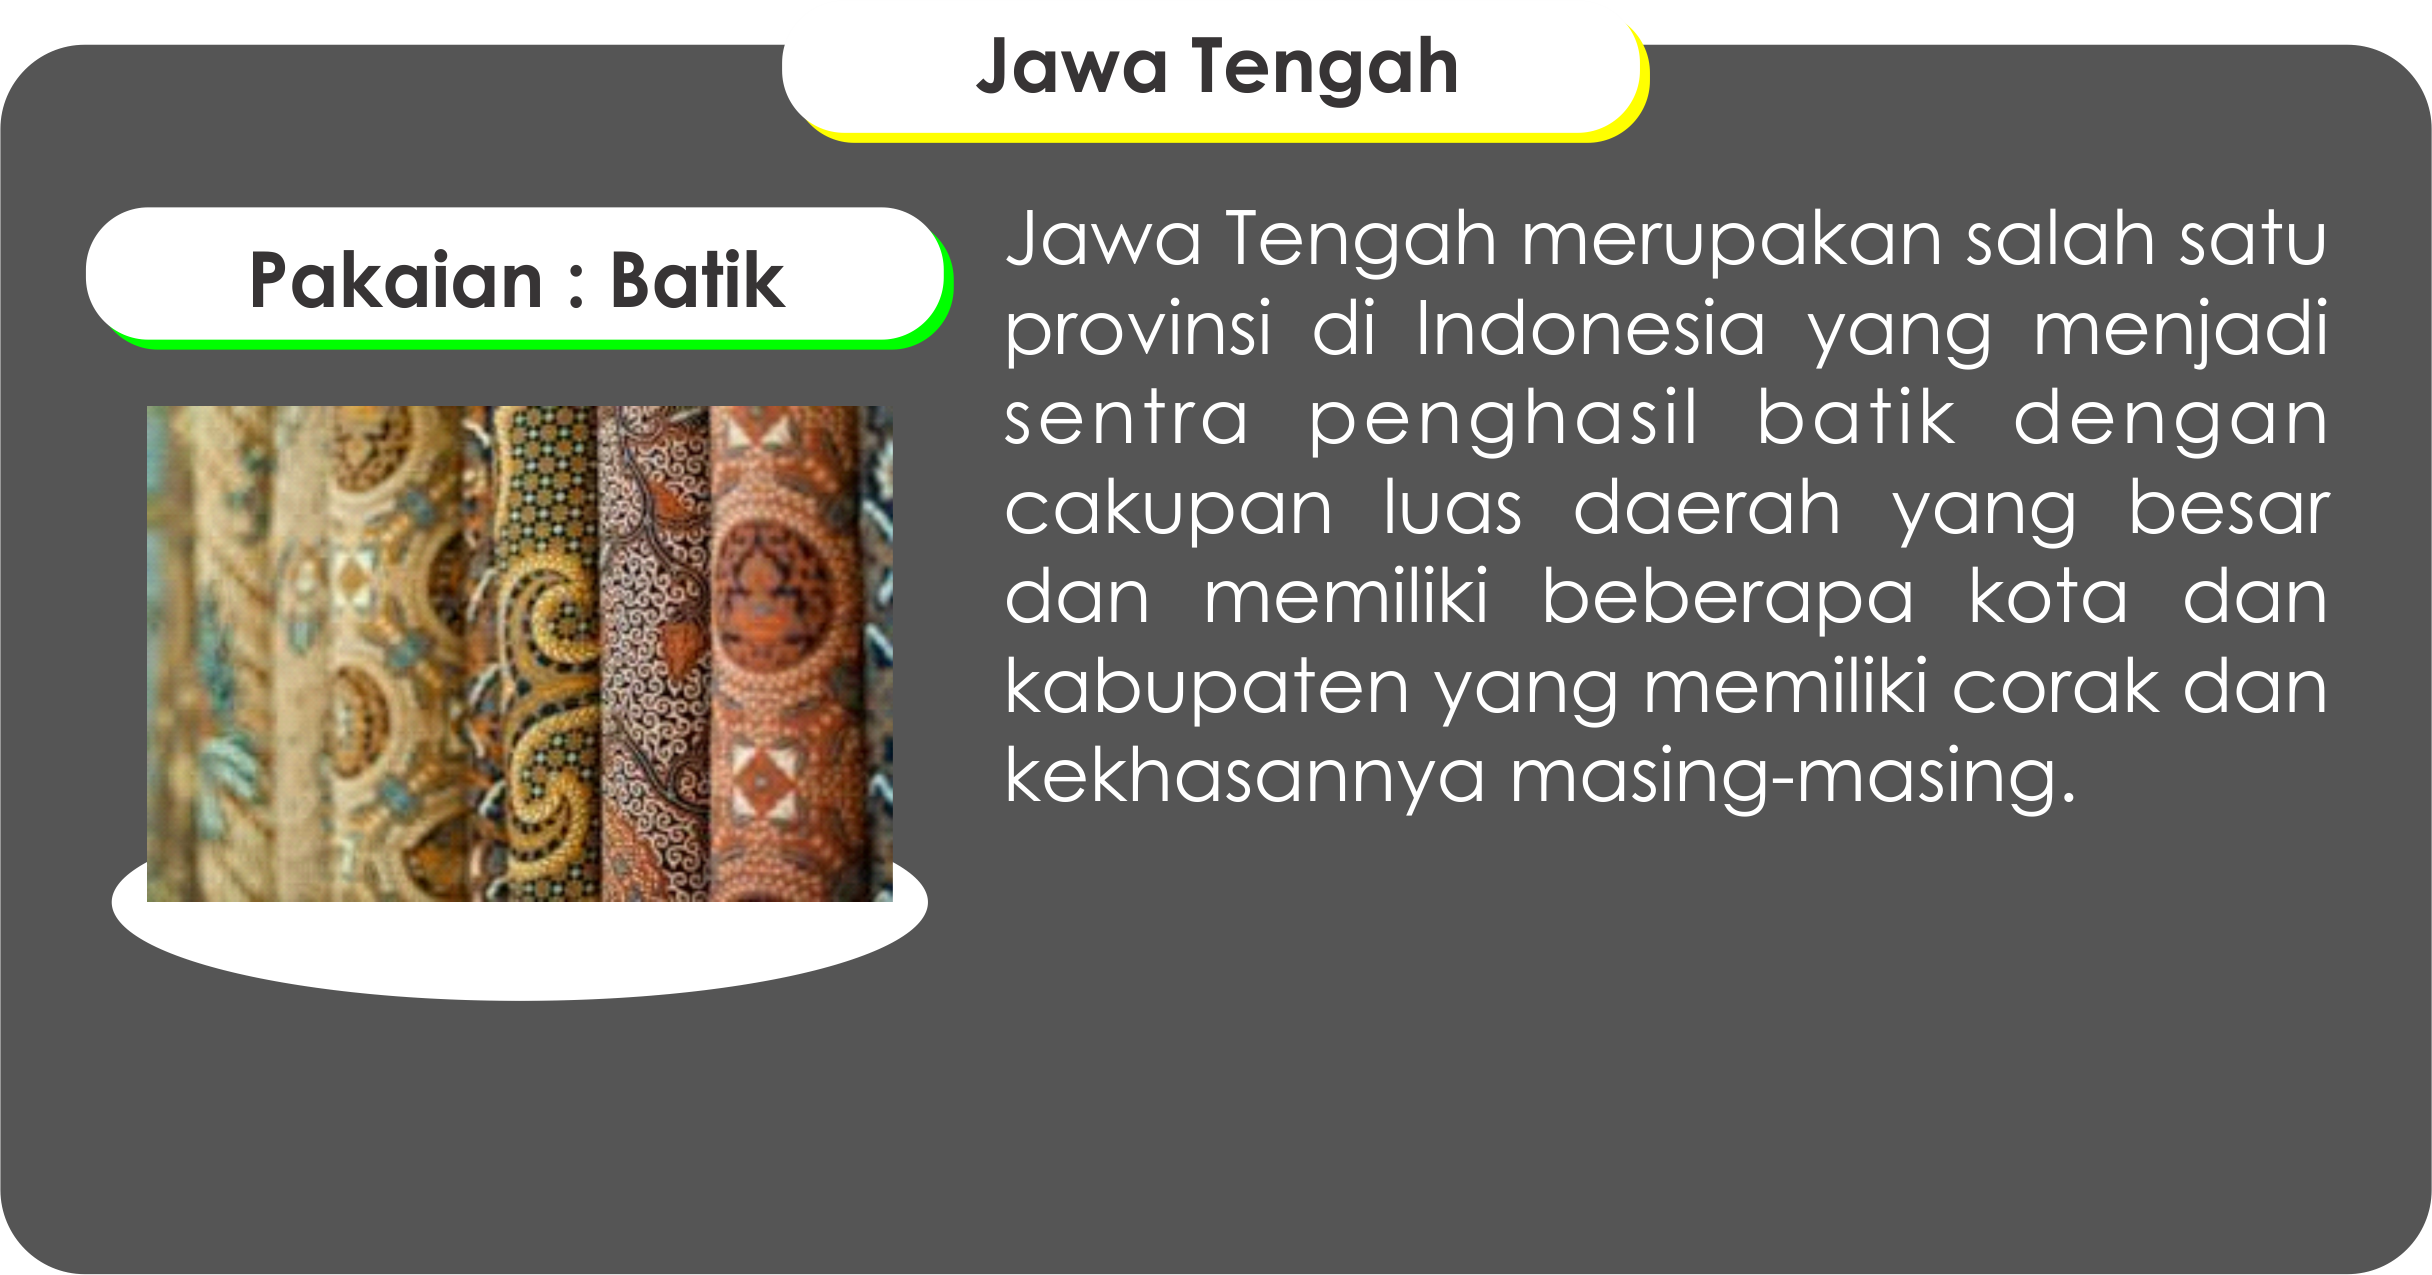 Jawa Tengah
Pakaian : Batik
Jawa Tengah merupakan salah satu
provinsi di Indonesia yang menjadi
sentra penghasil batik dengan
cakupan luas daerah yang besar
dan memiliki beberapa kota dan
kabupaten yang memiliki corak dan
kekhasannya masing-masing.